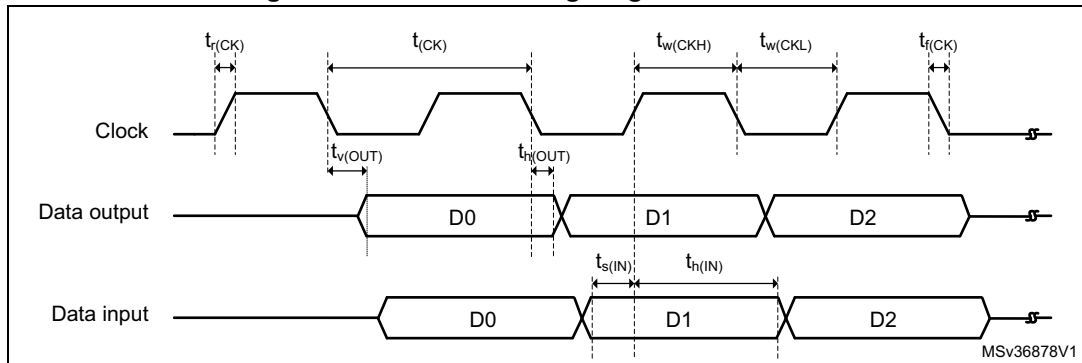 tr(CK) t(CK) tw(CKH) tw(CKL) tf(CK)
Clock
tv(OUT) th(OUT)
Data output D0 D1 D2
ts(IN) th(IN)
Data input D0 D1 D2
MSv36878V1